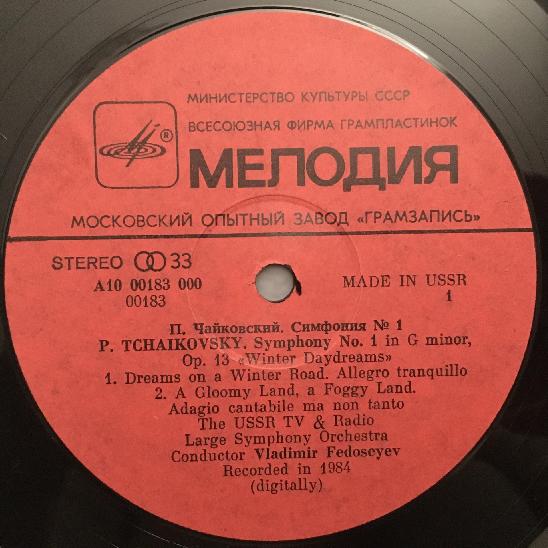 МИНИСТЕРСТВО КУЛЬТУРЫ СССР
ВСЕСОЮЗНАЯ ФИРМА ГРАМПЛАСТИНОК
®
МЕЛОДИЯ
МОСКОВСКИЙ ОПЫТНЫЙ ЗАВОД «ГРАМЗАПИСЬ»
STEREO 33
A10 00183 000
MADE IN USSR
00183
1
П. Чайковский. Симфония № 1
P. TCHAIKOVSKY. Symphony No. 1 in G minor,
Op. 13 «Winter Daydreams»
1. Dreams on a Winter Road. Allegro tranquillo
2. A Gloomy Land, a Foggy Land.
Adagio cantabile ma non tanto
The USSR TV & Radio
Large Symphony Orchestra
Conductor Vladimir Fedoseyev
Recorded in 1984
(digitally)